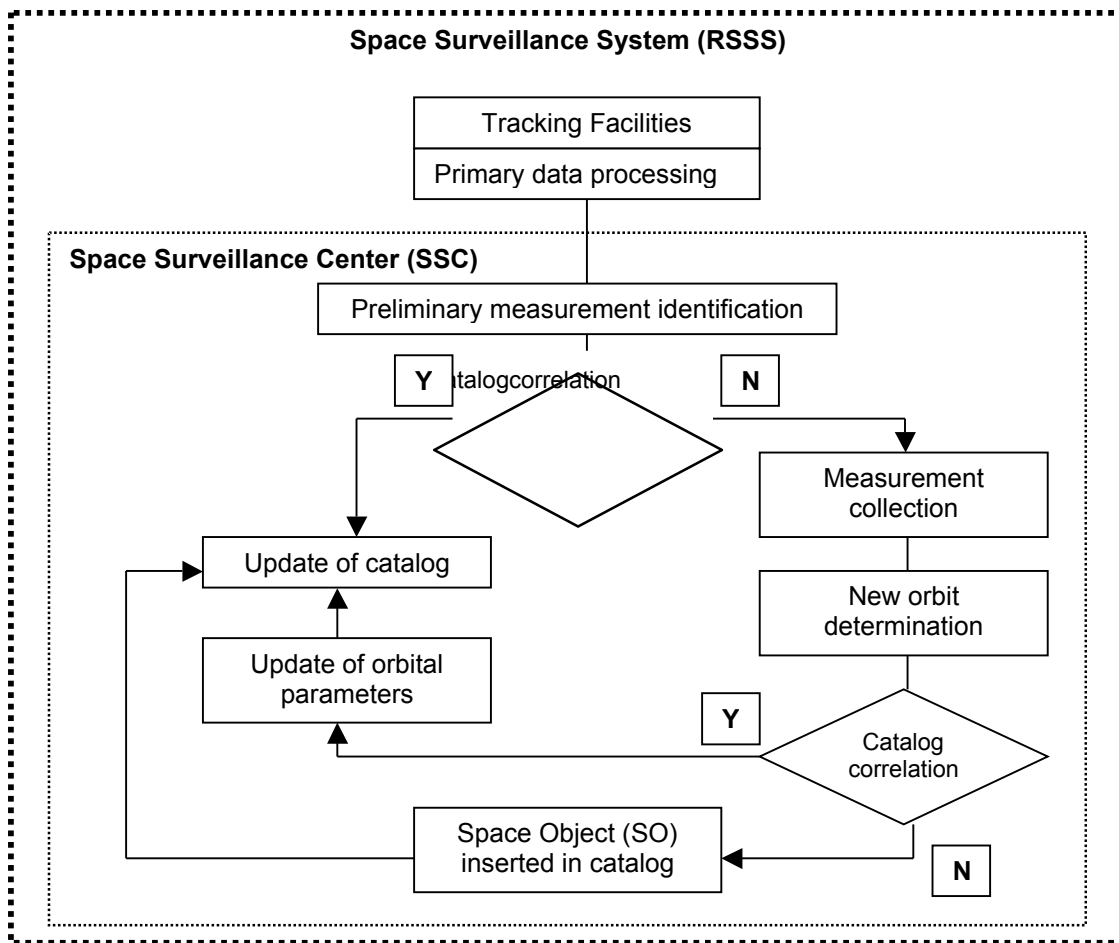 Space Surveillance System (RSSS)
Tracking Facilities
Primary data processing
Space Surveillance Center (SSC)
Preliminary measurement identification
Y
atalogcorrelation
N
Measurement
collection
Update of catalog
New orbit
determination
Update of orbital
parameters
Y
Catalog
correlation
Space Object (SO)
inserted in catalog
N